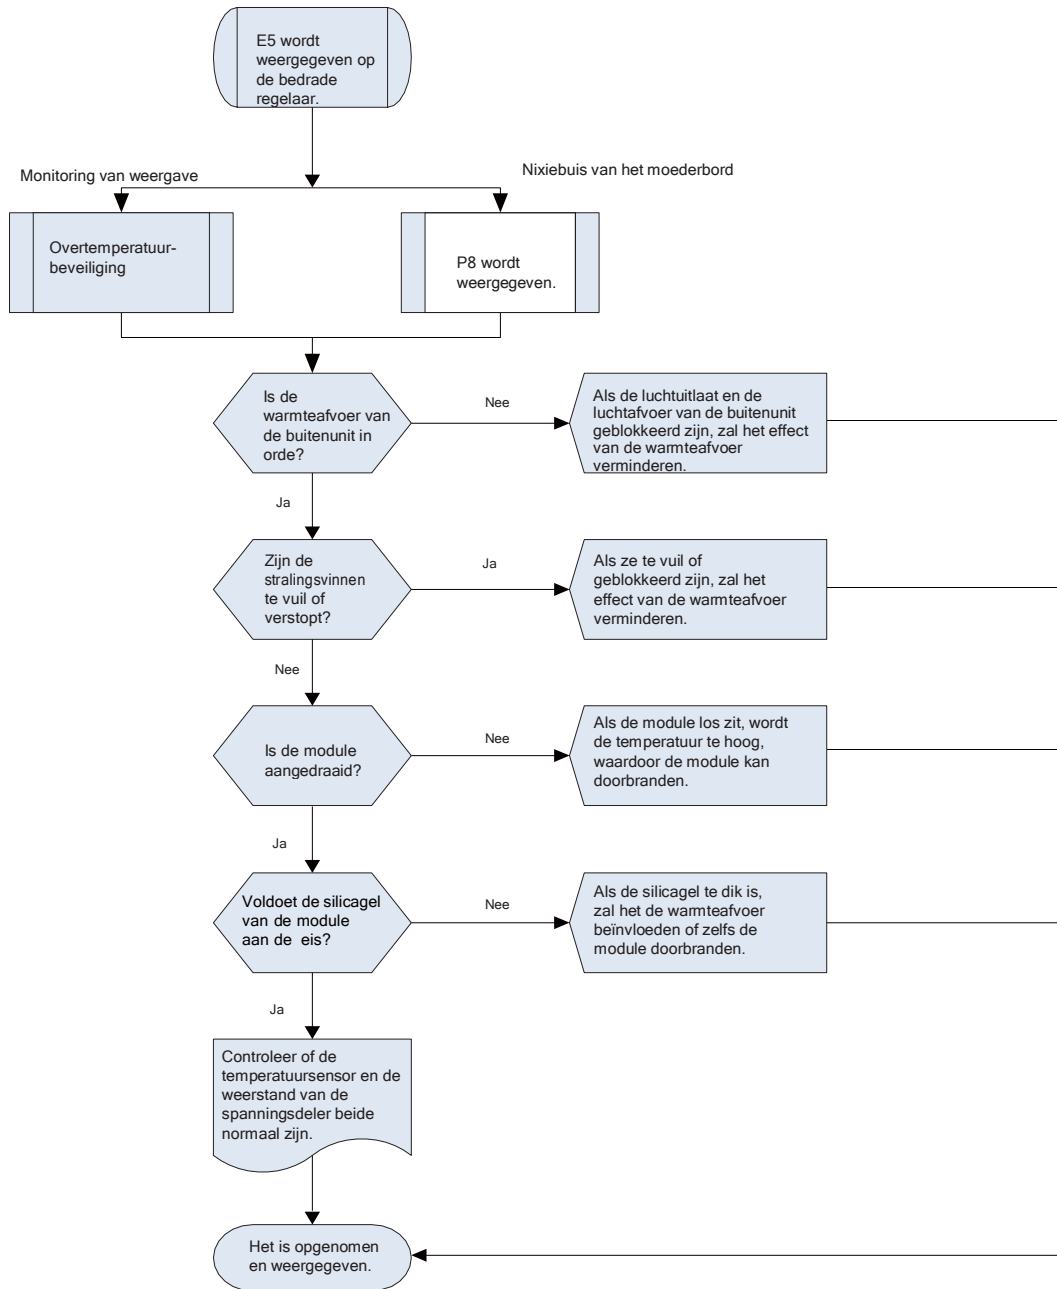 E5 wordt
weergegeven op
de bedrade
regelaar.
Monitoring van weergave
Nixiebuis van het moederbord
Overtemperatuur-
beveiliging
P8 wordt
weergegeven.
Is de
warmteafvoer van
de buitenunit in
orde?
Nee
Als de luchtuitlaat en de
luchtafvoer van de buitenunit
geblokkeerd zijn, zal het effect
van de warmteafvoer
verminderen.
Ja
Zijn de
stralingsvinnen
te vuil of
verstopt?
Ja
Als ze te vuil of
geblokkeerd zijn, zal het
effect van de warmteafvoer
verminderen.
Nee
Is de module
aangedraaid?
Nee
Als de module los zit, wordt
de temperatuur te hoog,
waardoor de module kan
doorbranden.
Ja
Voldoet de silicagel
van de module
aan de eis?
Nee
Als de silicagel te dik is,
zal het de warmteafvoer
beïnvloeden of zelfs de
module doorbranden.
Ja
Controleer of de
temperatuursensor en de
weerstand van de
spanningsdeler beide
normaal zijn.
Het is opgenomen
en weergegeven.